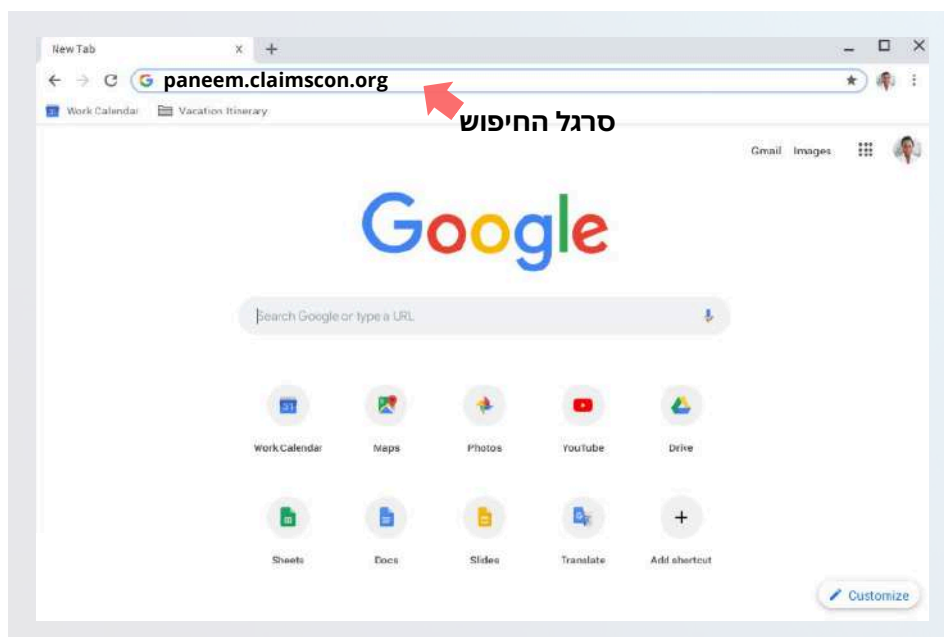 New Tab
paneem.claimscon.org
Work Calendar Vacation Itinerary
סרגל החיפוש
Gmail Images
Google
Search Google or type a URL
Work Calendar Maps Photos YouTube Drive
Sheets Docs Slides Translate Add shortcut
Customize